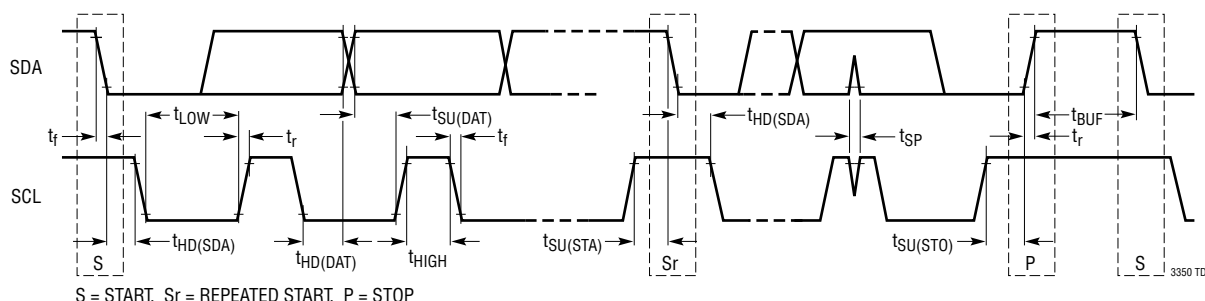 SDA
tLOW
tSU(DAT)
tHD(SDA)
tSP
tBUF
tf
tr
tf
tr
SCL
tHD(SDA)
tHD(DAT)
tHIGH
tSU(STA)
tSU(STO)
S
Sr
P
S
3350 TD
S = START, Sr = REPEATED START, P = STOP